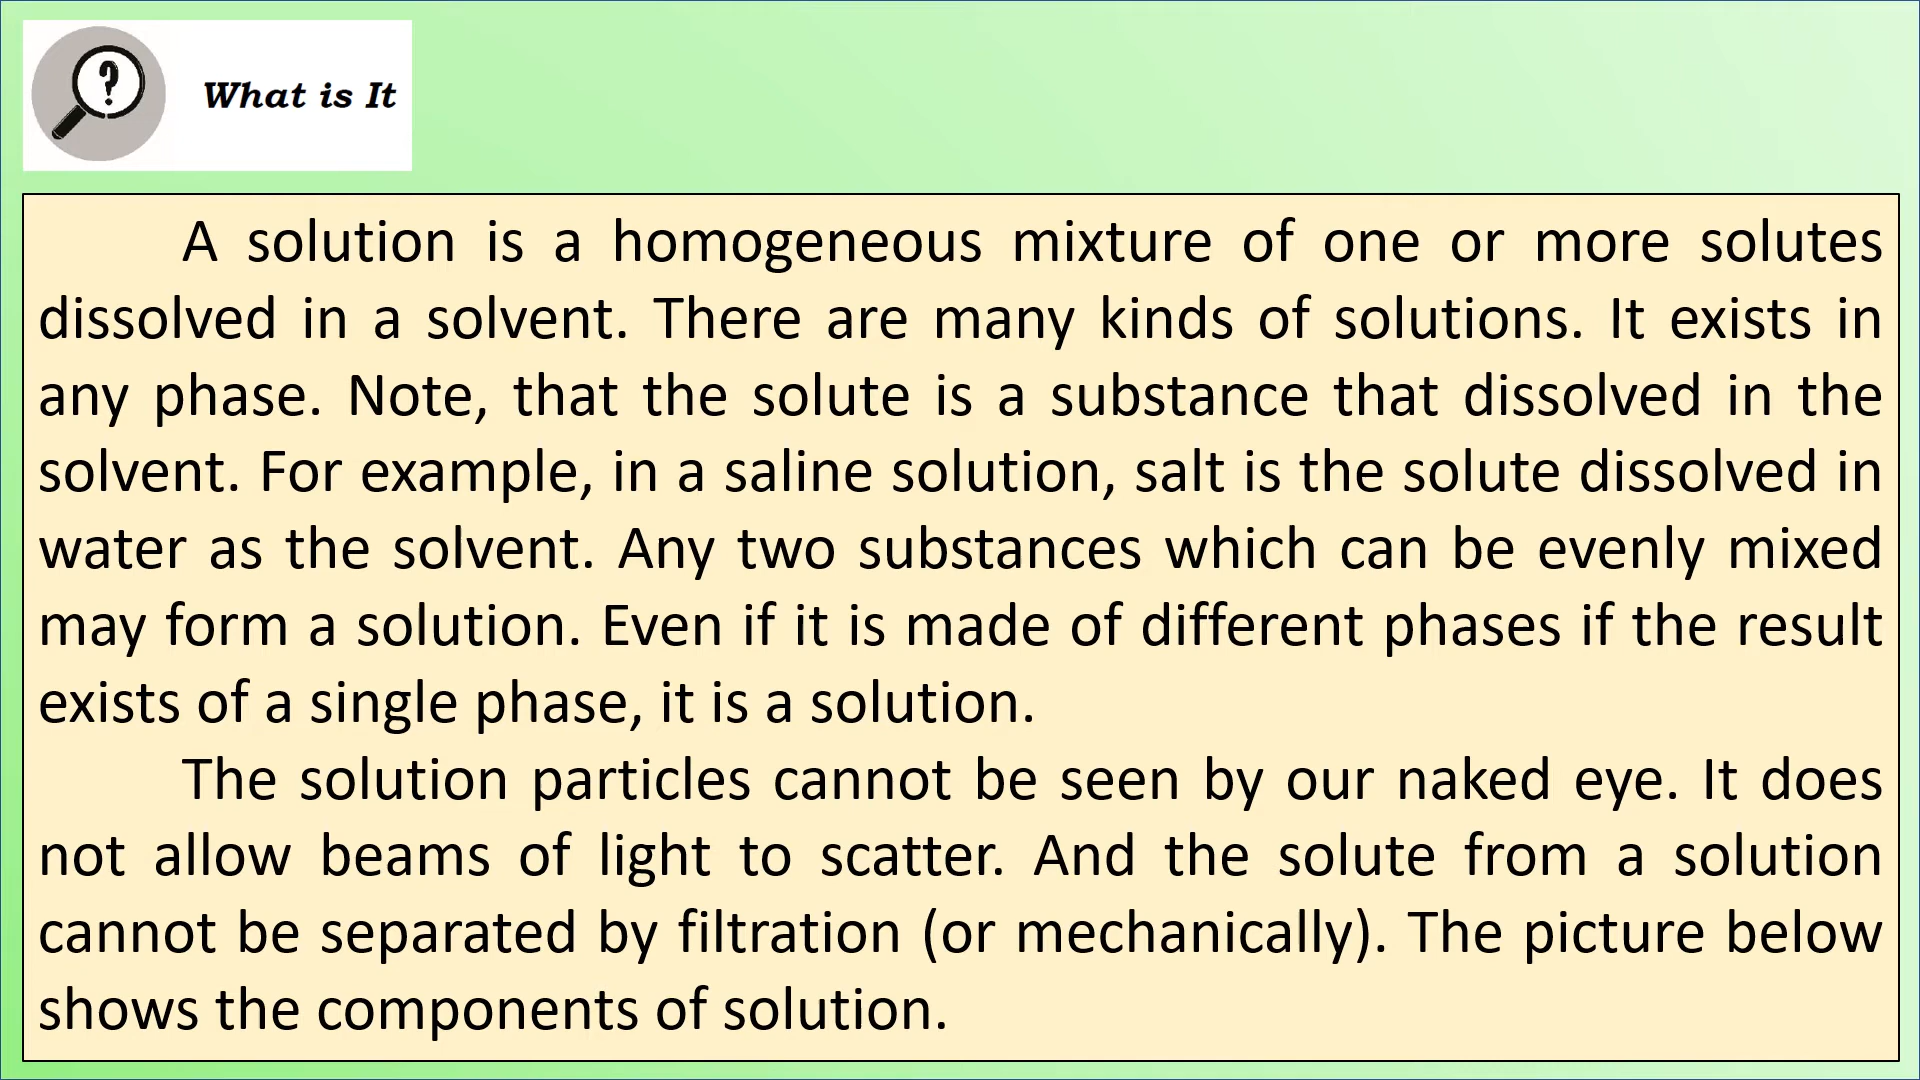 ?
What is It
A solution is a homogeneous mixture of one or more solutes
dissolved in a solvent. There are many kinds of solutions. It exists in
any phase. Note, that the solute is a substance that dissolved in the
solvent. For example, in a saline solution, salt is the solute dissolved in
water as the solvent. Any two substances which can be evenly mixed
may form a solution. Even if it is made of different phases if the result
exists of a single phase, it is a solution.
The solution particles cannot be seen by our naked eye. It does
not allow beams of light to scatter. And the solute from a solution
cannot be separated by filtration (or mechanically). The picture below
shows the components of solution.